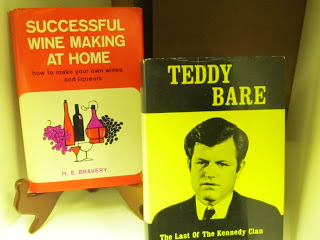 SUCCESSFUL
WINE MAKING
AT HOME
how to make your own wines
and liqueurs
H. E. BRAVERY
TEDDY
BARE
The Last Of The Kennedy Clan